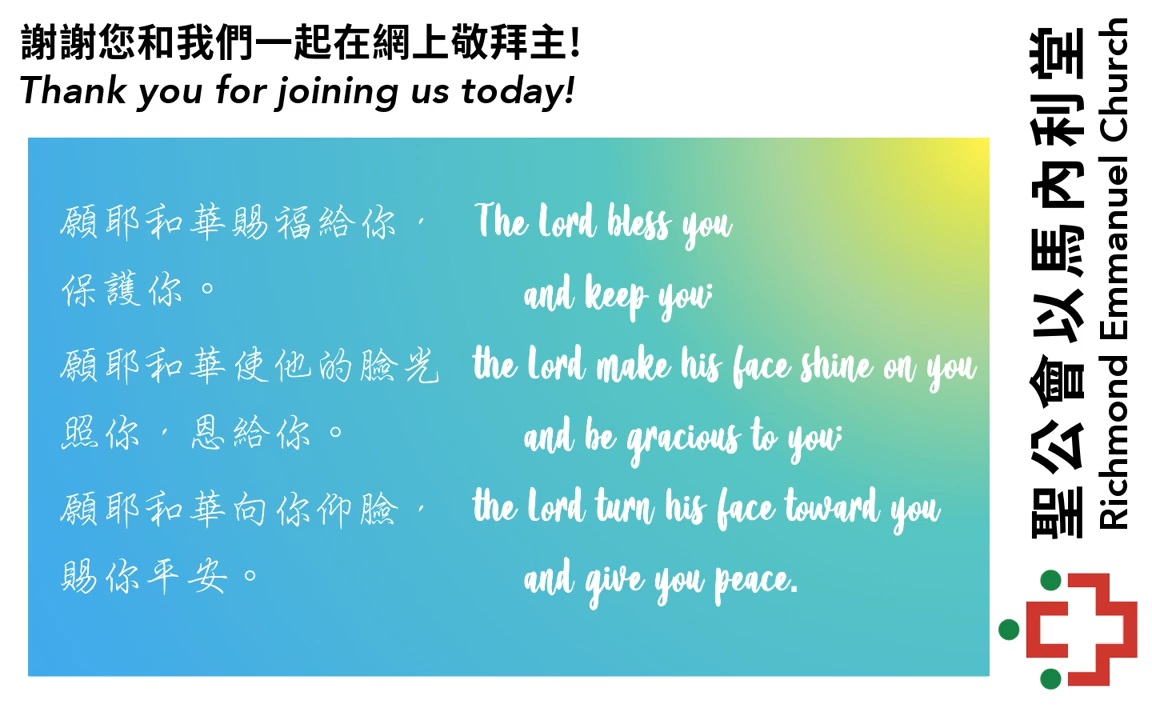 謝謝您和我們一起在網上敬拜主!
Thank you for joining us today!
願耶和華賜福給你，
保護你。
願耶和華使他的臉光
照你，恩給你。
願耶和華向你仰臉，
賜你平安。
The Lord bless you
and keep you;
the Lord make his face shine on you
and be gracious to you;
the Lord turn his face toward you
and give you peace.
聖公會以馬內利堂
Richmond Emmanuel Church